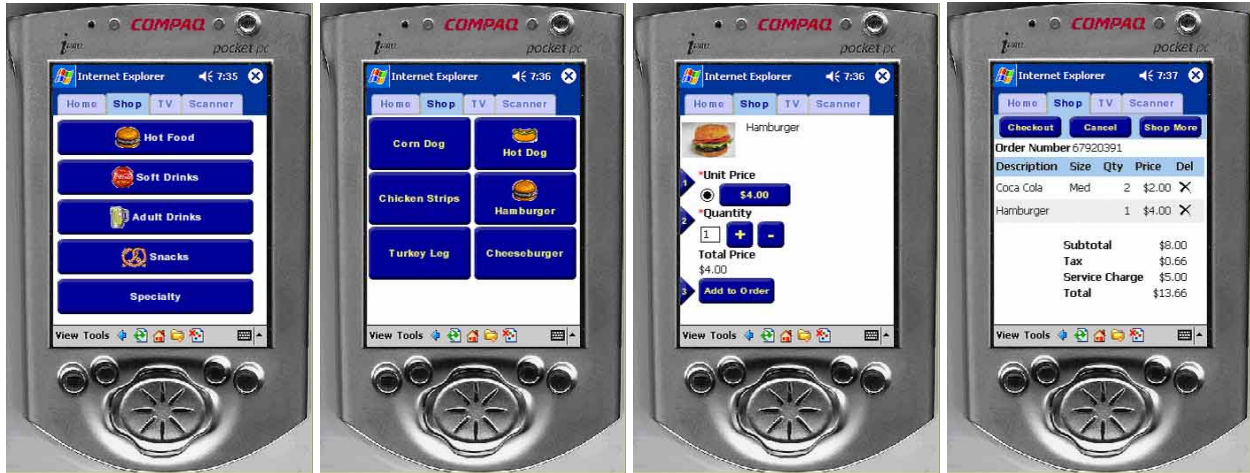 COMPAQ
pocket pc
Internet Explorer 7:35
Home Shop TV Scanner
Hot Food
Soft Drinks
Adult Drinks
Snacks
Specialty
View Tools
COMPAQ
pocket pc
Internet Explorer 7:36
Home Shop TV Scanner
Corn Dog Hot Dog
Chicken Strips Hamburger
Turkey Leg Cheeseburger
View Tools
COMPAQ
pocket pc
Internet Explorer 7:36
Home Shop TV Scanner
Hamburger
1 *Unit Price
$4.00
2 *Quantity
1 + -
Total Price
$4.00
3 Add to Order
View Tools
COMPAQ
pocket pc
Internet Explorer 7:37
Home Shop TV Scanner
Checkout Cancel Shop More
Order Number 67920391
Description Size Qty Price Del
Coca Cola Med 2 $2.00 X
Hamburger 1 $4.00 X
Subtotal $8.00
Tax $0.66
Service Charge $5.00
Total $13.66
View Tools